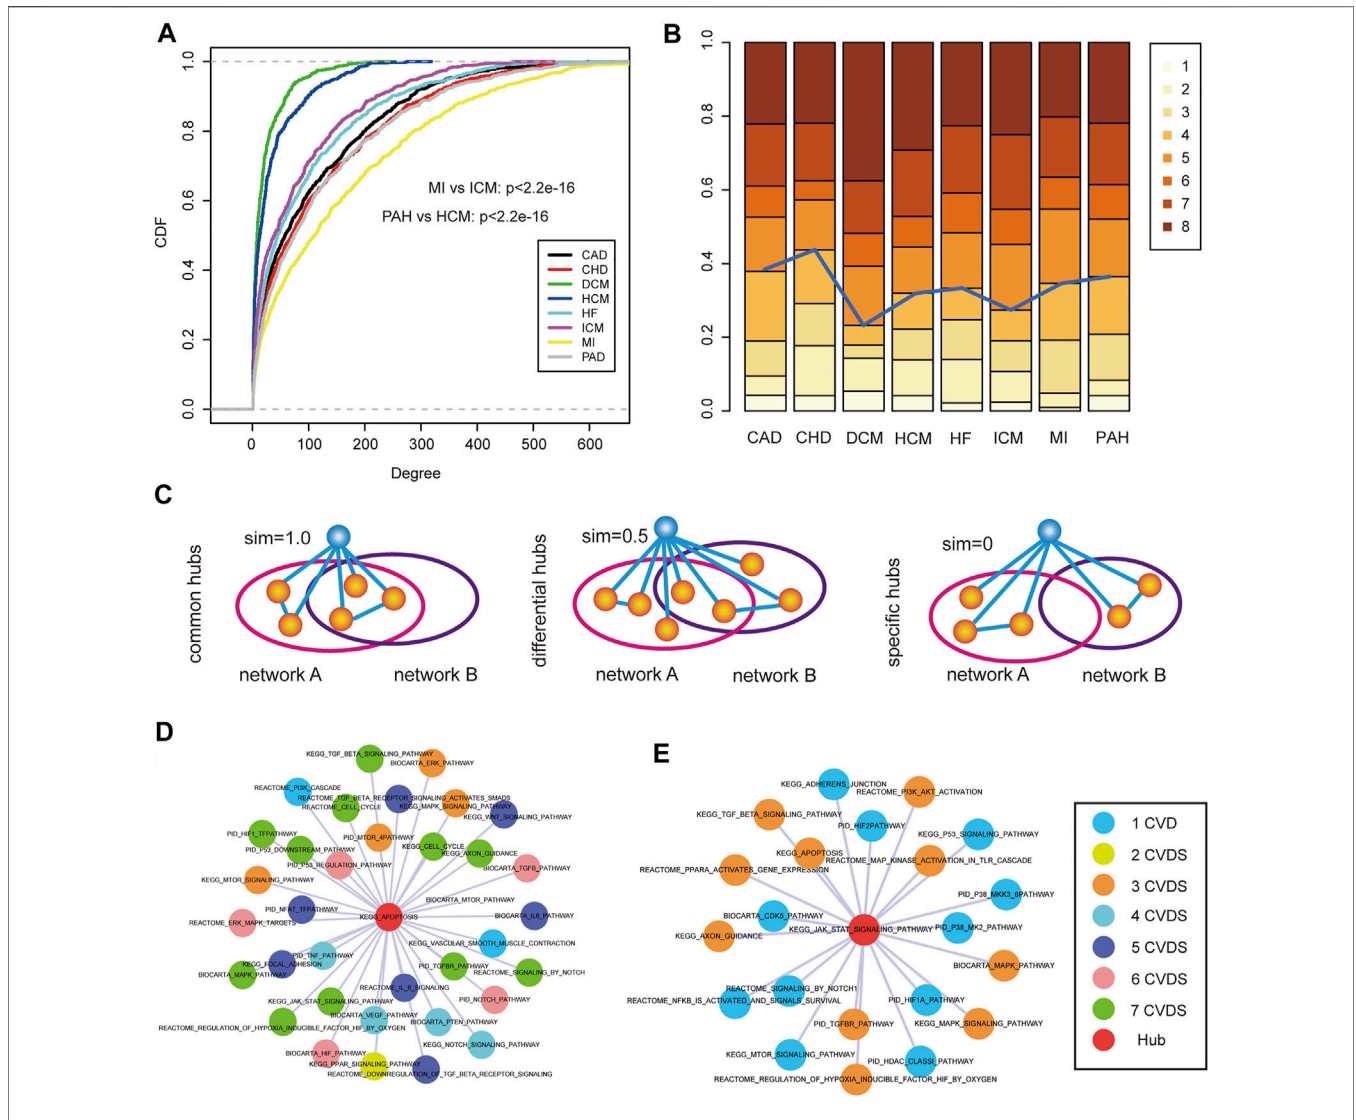 A
CDF
0.0
0.2
0.4
0.6
0.8
1.0
MI vs ICM: p<2.2e-16
PAH vs HCM: p<2.2e-16
CAD
CHD
DCM
HCM
HF
ICM
MI
PAD
0 100 200 300 400 500 600
Degree
B
0.0
0.2
0.4
0.6
0.8
1.0
CAD CHD DCM HCM HF ICM MI PAH
1
2
3
4
5
6
7
8
C
common hubs
sim=1.0
network A network B
differential hubs
sim=0.5
network A network B
specific hubs
sim=0
network A network B
D
KEGG_TGF_BETA_SIGNALING_PATHWAY
BIOCARTA_ERK_PATHWAY
REACTOME_PI3K_CASCADE
REACTOME_TGF_BETA_RECEPTOR_SIGNALING_ACTIVATES_SMADS
REACTOME_CELL_CYCLE
KEGG_MAPK_SIGNALING_PATHWAY
KEGG_WNT_SIGNALING_PATHWAY
PID_HIF1_TFPATHWAY
PID_MTOR_4PATHWAY
PID_P53_DOWNSTREAM_PATHWAY
KEGG_CELL_CYCLE
KEGG_AXON_GUIDANCE
PID_P53_REGULATION_PATHWAY
BIOCARTA_TGFB_PATHWAY
KEGG_MTOR_SIGNALING_PATHWAY
BIOCARTA_MTOR_PATHWAY
PID_NFAT_TFPATHWAY
KEGG_APOPTOSIS
BIOCARTA_IL6_PATHWAY
REACTOME_ERK_MAPK_TARGETS
KEGG_VASCULAR_SMOOTH_MUSCLE_CONTRACTION
PID_TNF_PATHWAY
KEGG_FOCAL_ADHESION
PID_TGFBR_PATHWAY
BIOCARTA_MAPK_PATHWAY
REACTOME_SIGNALING_BY_NOTCH
REACTOME_IL_6_SIGNALING
KEGG_JAK_STAT_SIGNALING_PATHWAY
PID_NOTCH_PATHWAY
BIOCARTA_VEGF_PATHWAY
BIOCARTA_PTEN_PATHWAY
REACTOME_REGULATION_OF_HYPOXIA_INDUCIBLE_FACTOR_HIF_BY_OXYGEN
KEGG_NOTCH_SIGNALING_PATHWAY
BIOCARTA_HIF_PATHWAY
KEGG_PPAR_SIGNALING_PATHWAY
REACTOME_DOWNREGULATION_OF_TGF_BETA_RECEPTOR_SIGNALING
E
KEGG_ADHERENS_JUNCTION
REACTOME_PI3K_AKT_ACTIVATION
KEGG_TGF_BETA_SIGNALING_PATHWAY
PID_HIF2PATHWAY
KEGG_P53_SIGNALING_PATHWAY
KEGG_APOPTOSIS
REACTOME_MAP_KINASE_ACTIVATION_IN_TLR_CASCADE
REACTOME_PPARA_ACTIVATES_GENE_EXPRESSION
PID_P38_MKK3_6PATHWAY
BIOCARTA_CDK5_PATHWAY
KEGG_JAK_STAT_SIGNALING_PATHWAY
PID_P38_MK2_PATHWAY
KEGG_AXON_GUIDANCE
BIOCARTA_MAPK_PATHWAY
REACTOME_SIGNALING_BY_NOTCH1
REACTOME_NFKB_IS_ACTIVATED_AND_SIGNALS_SURVIVAL
PID_HIF1A_PATHWAY
PID_TGFBR_PATHWAY
KEGG_MAPK_SIGNALING_PATHWAY
KEGG_MTOR_SIGNALING_PATHWAY
PID_HDAC_CLASSI_PATHWAY
REACTOME_REGULATION_OF_HYPOXIA_INDUCIBLE_FACTOR_HIF_BY_OXYGEN
1 CVD
2 CVDS
3 CVDS
4 CVDS
5 CVDS
6 CVDS
7 CVDS
Hub